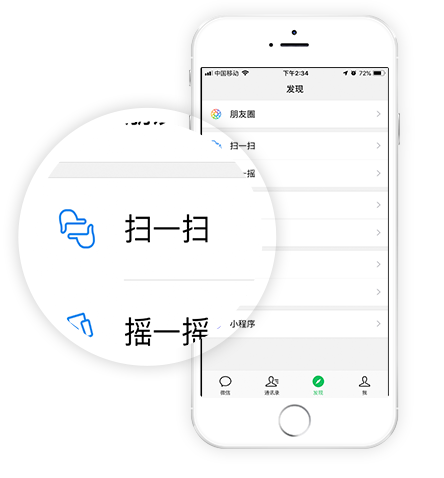 中国移动
下午2:34
72%
发现
朋友圈
扫一扫
一摇
扫一扫
摇一摇
小程序
微信
通讯录
发现
我